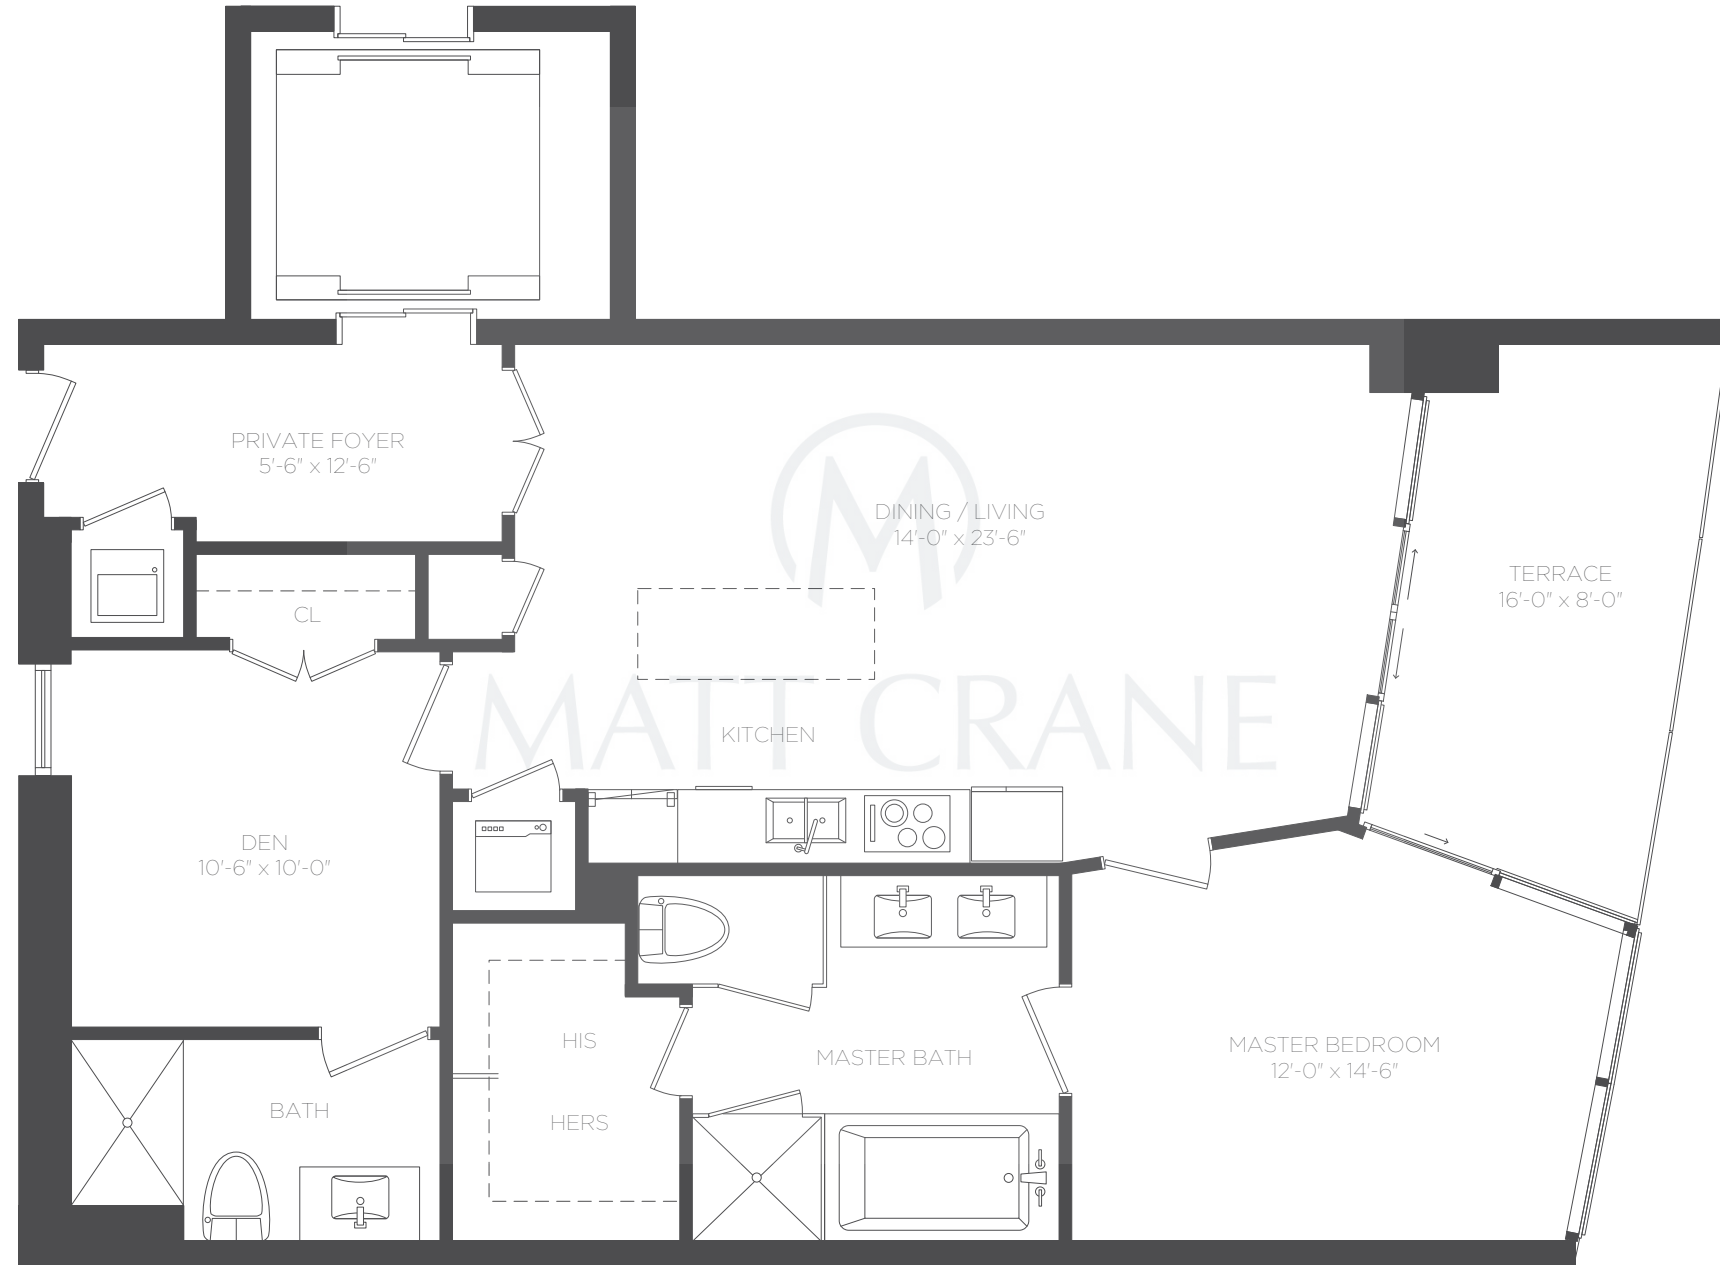 PRIVATE FOYER
5'-6" x 12'-6"
DINING / LIVING
14'-0" x 23'-6"
TERRACE
16'-0" x 8'-0"
CL
MATT CRANE
KITCHEN
DEN
10'-6" x 10'-0"
HIS
MASTER BATH
MASTER BEDROOM
12'-0" x 14'-6"
BATH
HERS